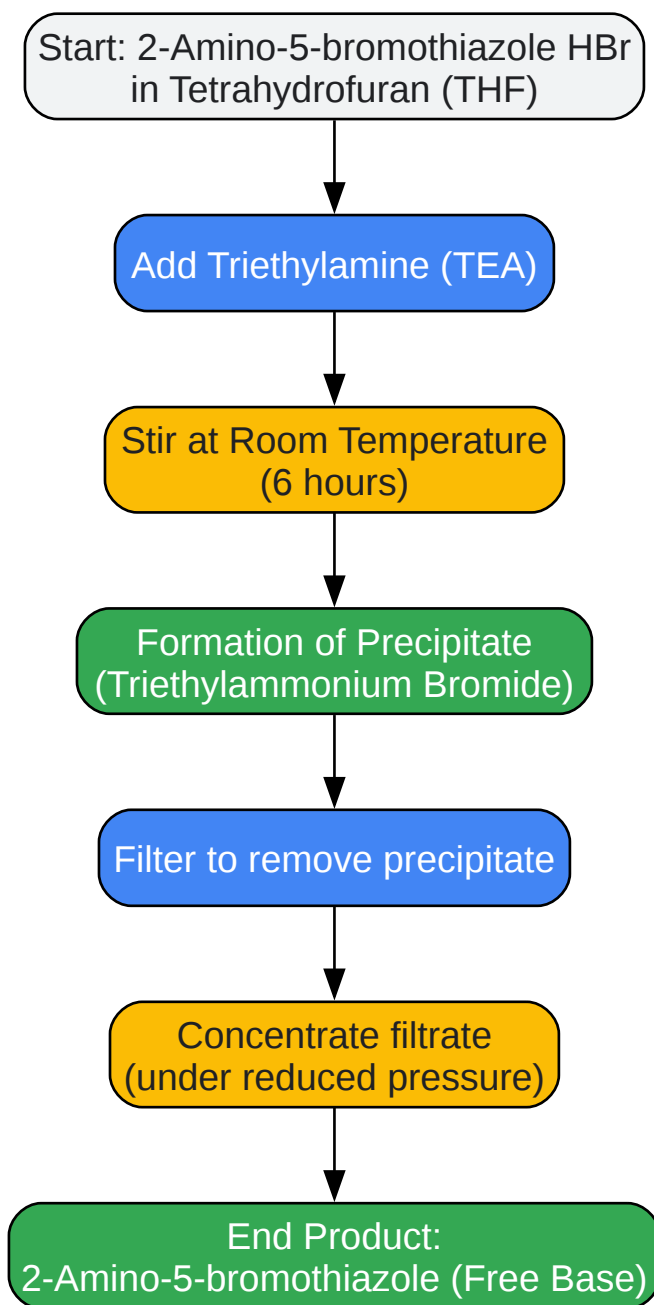 Start: 2-Amino-5-bromothiazole HBr
in Tetrahydrofuran (THF)
Add Triethylamine (TEA)
Stir at Room Temperature
(6 hours)
Formation of Precipitate
(Triethylammonium Bromide)
Filter to remove precipitate
Concentrate filtrate
(under reduced pressure)
End Product:
2-Amino-5-bromothiazole (Free Base)